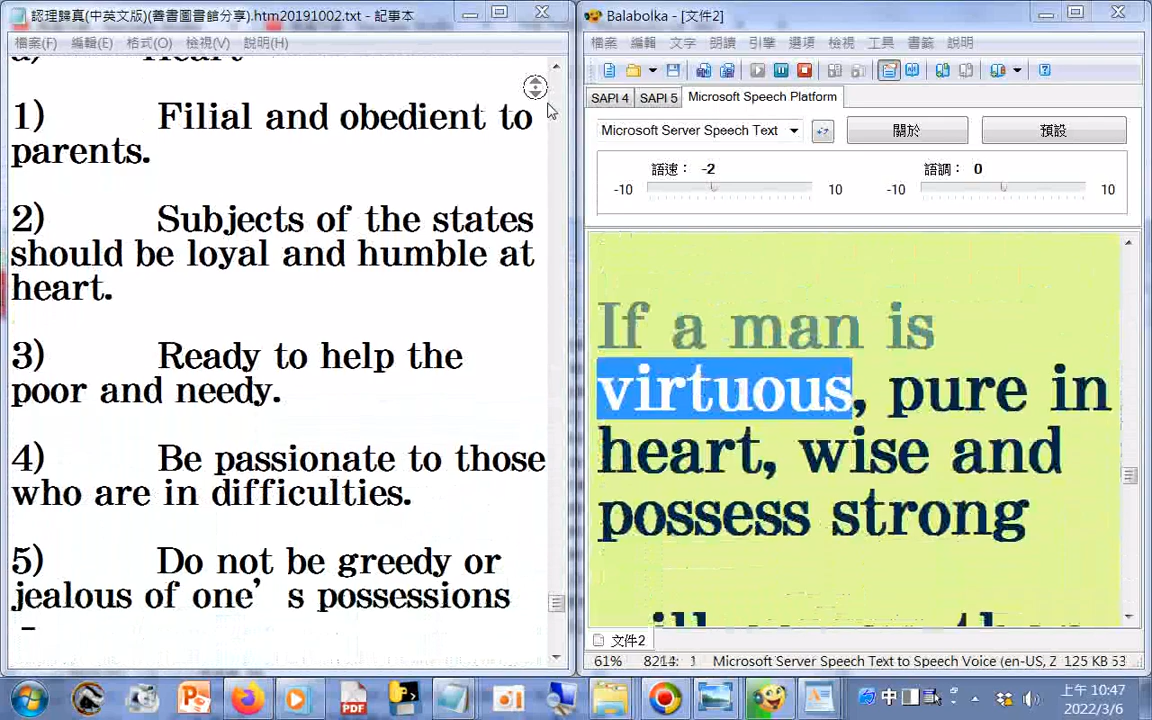 認理歸真(中英文版)(善書圖書館分享).htm20191002.txt - 記事本
檔案(F) 編輯(E) 格式(O) 檢視(V) 說明(H)
Heart
1) Filial and obedient to
parents.
2) Subjects of the states
should be loyal and humble at
heart.
3) Ready to help the
poor and needy.
4) Be passionate to those
who are in difficulties.
5) Do not be greedy or
jealous of one’s possessions
Balabolka - [文件2]
檔案 編輯 文字 朗讀 引擎 選項 檢視 工具 書籤 說明
SAPI 4 SAPI 5 Microsoft Speech Platform
Microsoft Server Speech Text 關於 預設
語速： -2 語調： 0
-10 10 -10 10
If a man is
virtuous, pure in
heart, wise and
possess strong
文件2
61% 8214: 1 Microsoft Server Speech Text to Speech Voice (en-US, Z 125 KB 53
中 上午 10:47
2022/3/6